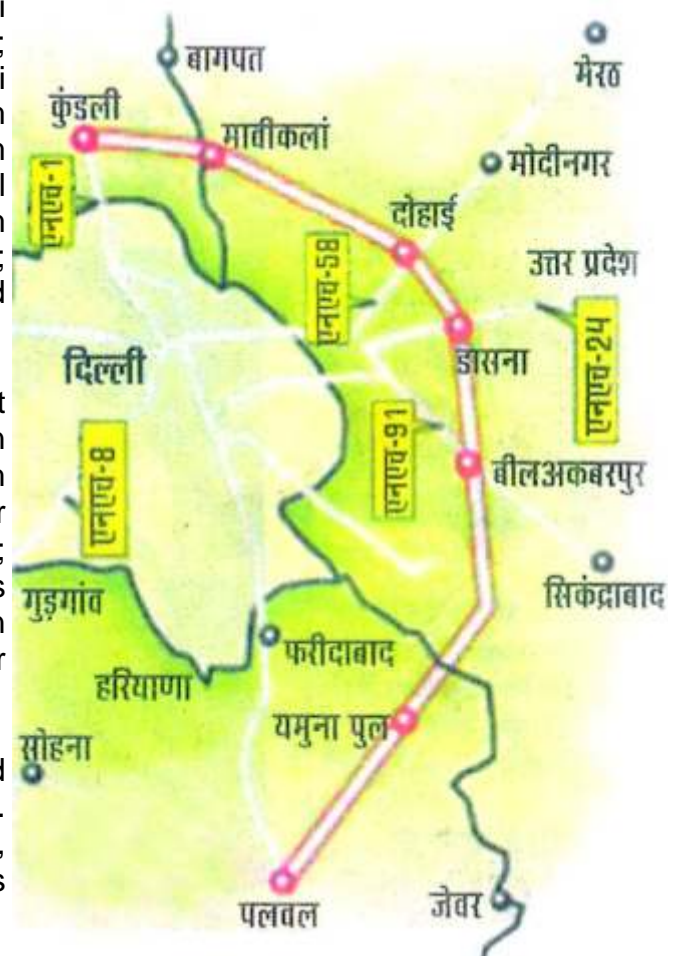 बागपत
मेरठ
कुंडली
मावीकलां
मोदीनगर
एनएच-1
दोहाई
एनएच-58
उत्तर प्रदेश
दिल्ली
डासना
एनएच-24
एनएच-91
एनएच-8
बीलअकबरपुर
सिकंद्राबाद
गुड़गांव
फरीदाबाद
हरियाणा
यमुना पुल
सोहना
पलवल
जेवर